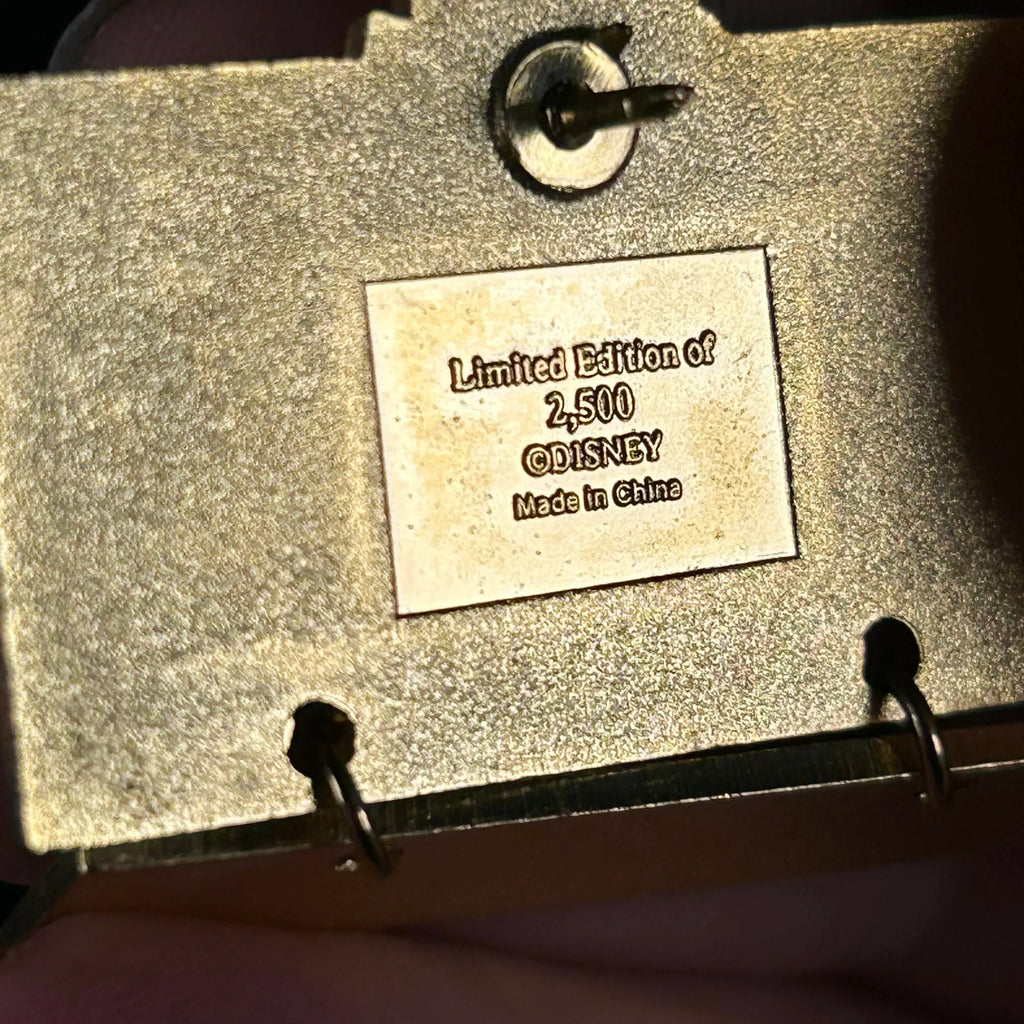 Limited Edition of
2,500
©DISNEY
Made in China